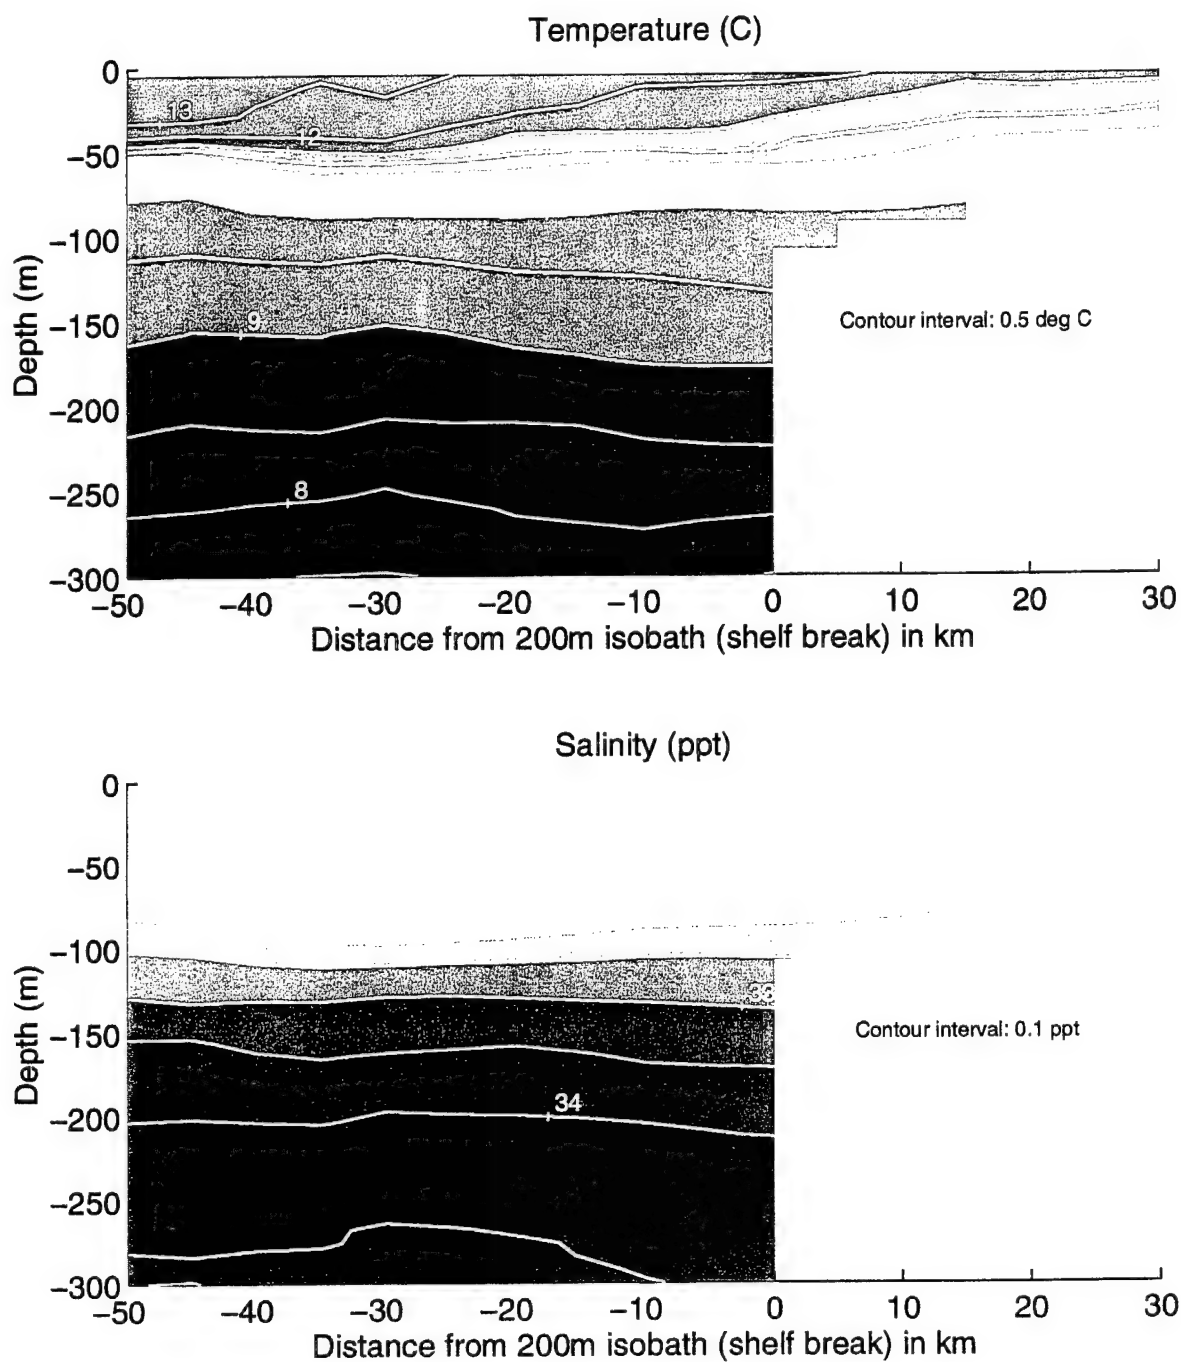 Temperature (C)
0
13
12
−50
−100
−150
9
Contour interval: 0.5 deg C
−200
−250
8
−300
Depth (m)
−50 −40 −30 −20 −10 0 10 20 30
Distance from 200m isobath (shelf break) in km
Salinity (ppt)
0
−50
−100
−150
Contour interval: 0.1 ppt
34
−200
−250
−300
Depth (m)
−50 −40 −30 −20 −10 0 10 20 30
Distance from 200m isobath (shelf break) in km